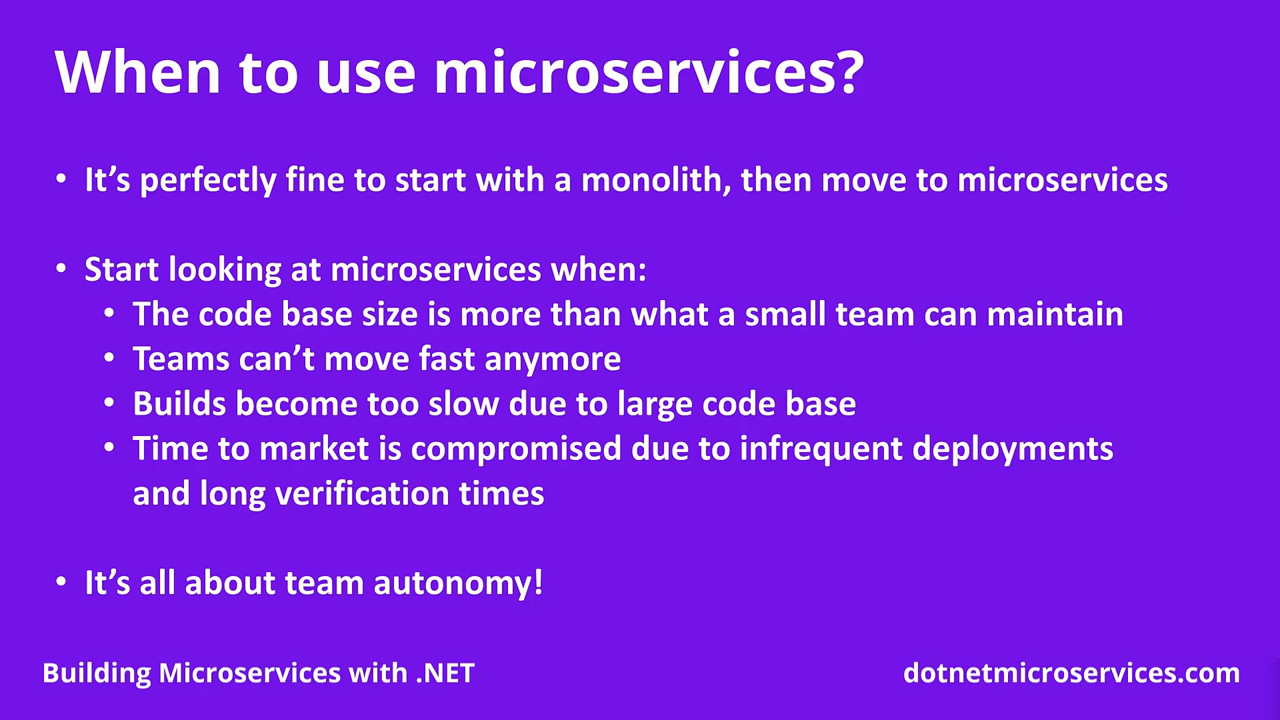 When to use microservices?
• It’s perfectly fine to start with a monolith, then move to microservices
• Start looking at microservices when:
• The code base size is more than what a small team can maintain
• Teams can’t move fast anymore
• Builds become too slow due to large code base
• Time to market is compromised due to infrequent deployments
and long verification times
• It’s all about team autonomy!
Building Microservices with .NET
dotnetmicroservices.com